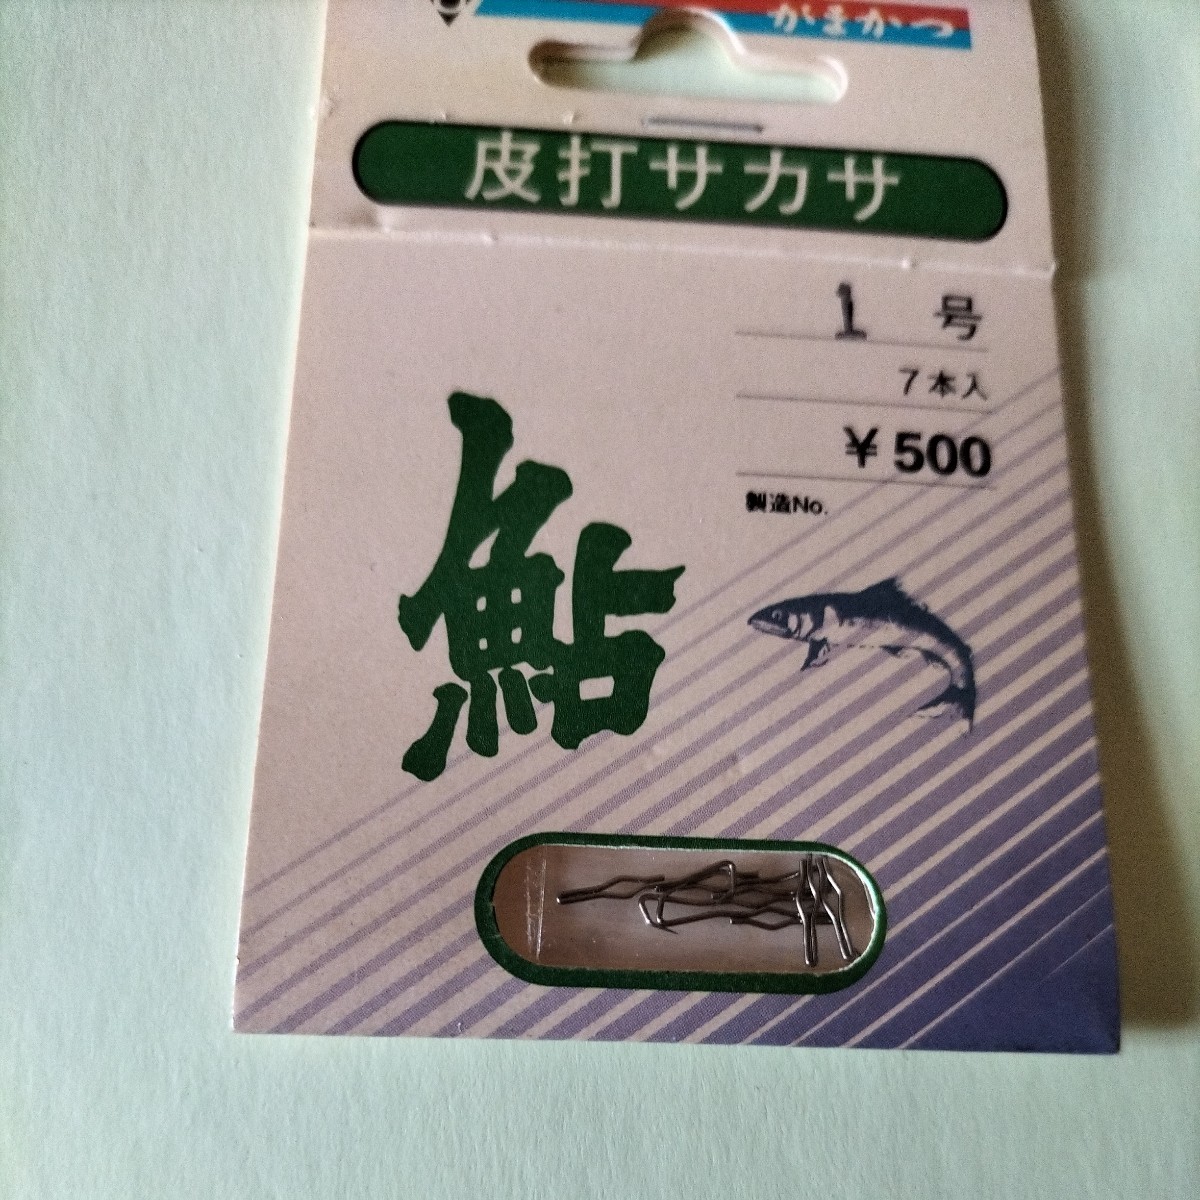 がまかつ
皮打サカサ
1 号
7本入
¥500
製造No.
鮎